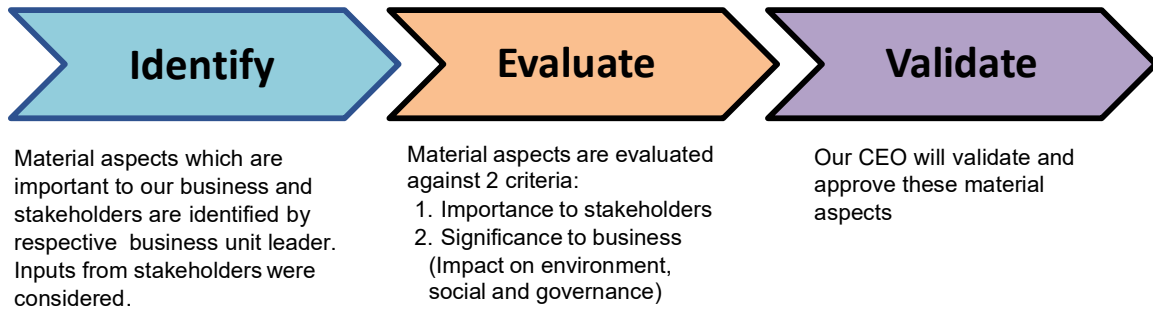 Identify
Material aspects which are
important to our business and
stakeholders are identified by
respective business unit leader.
Inputs from stakeholders were
considered.
Evaluate
Material aspects are evaluated
against 2 criteria:
1. Importance to stakeholders
2. Significance to business
(Impact on environment,
social and governance)
Validate
Our CEO will validate and
approve these material
aspects